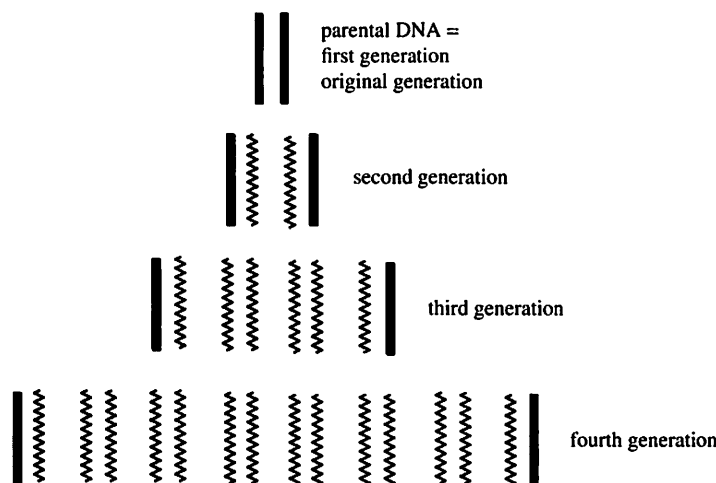 parental DNA =
first generation
original generation
second generation
third generation
fourth generation